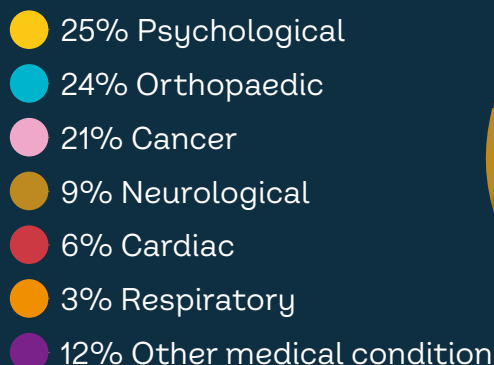 25% Psychological
24% Orthopaedic
21% Cancer
9% Neurological
6% Cardiac
3% Respiratory
12% Other medical condition